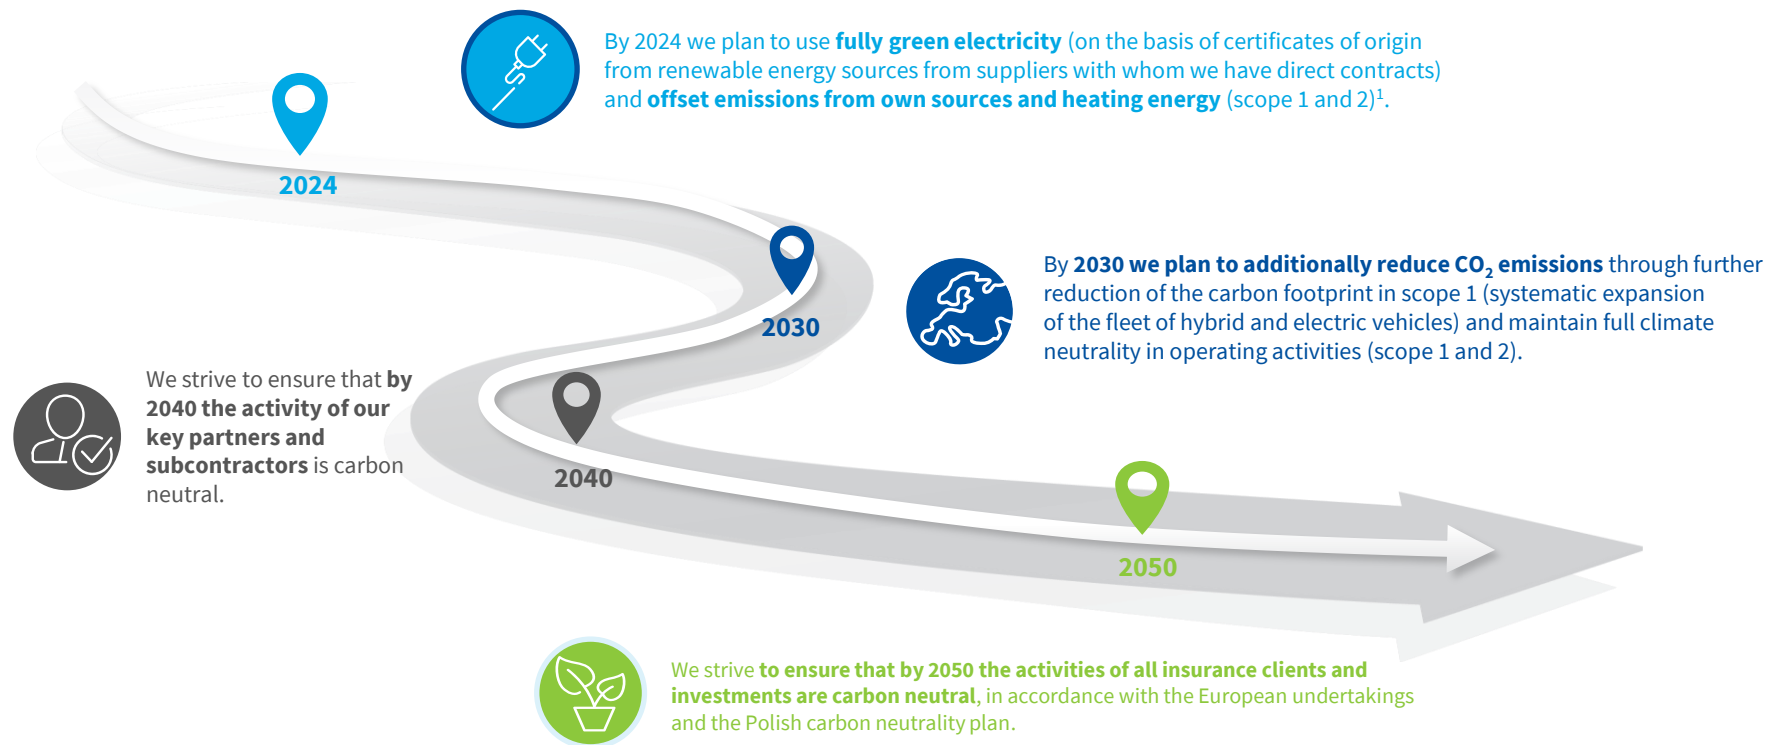 By 2024 we plan to use fully green electricity (on the basis of certificates of origin
from renewable energy sources from suppliers with whom we have direct contracts)
and offset emissions from own sources and heating energy (scope 1 and 2)¹.
2024
By 2030 we plan to additionally reduce CO₂ emissions through further
reduction of the carbon footprint in scope 1 (systematic expansion
of the fleet of hybrid and electric vehicles) and maintain full climate
neutrality in operating activities (scope 1 and 2).
2030
We strive to ensure that by
2040 the activity of our
key partners and
subcontractors is carbon
neutral.
2040
2050
We strive to ensure that by 2050 the activities of all insurance clients and
investments are carbon neutral, in accordance with the European undertakings
and the Polish carbon neutrality plan.